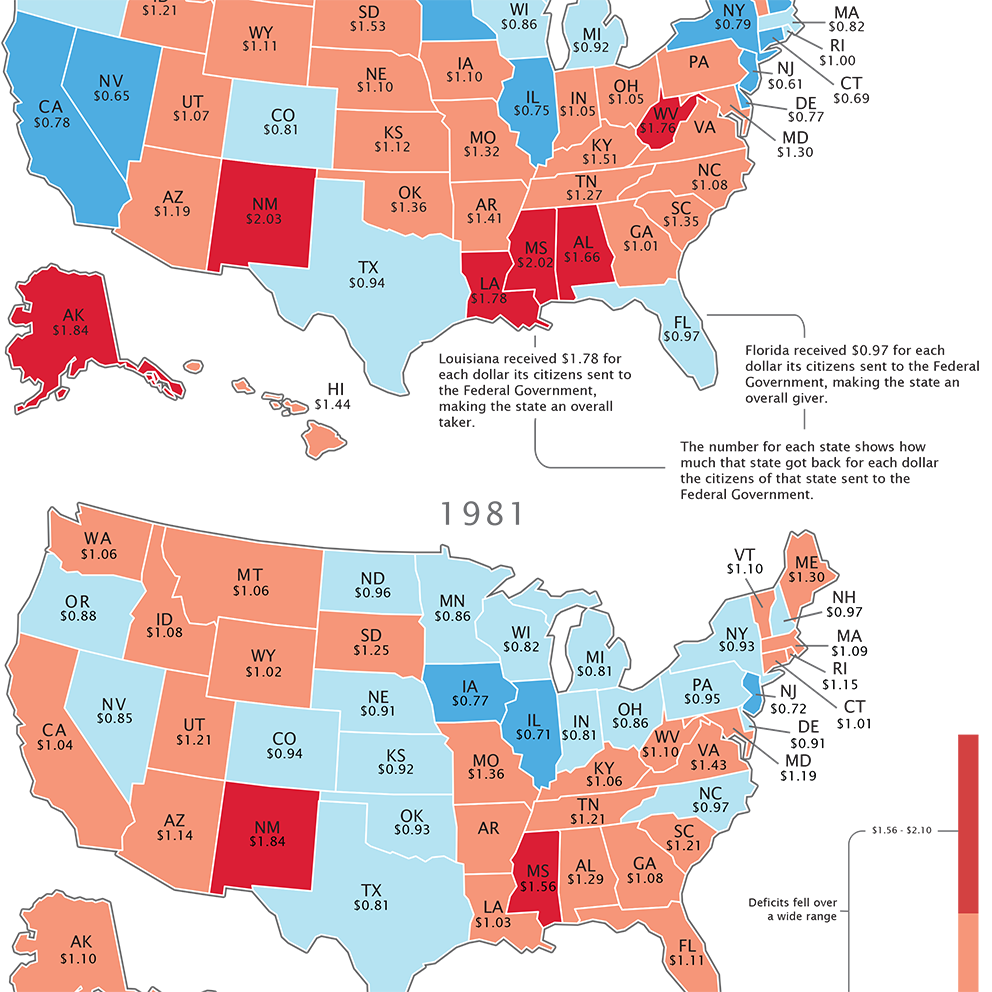 ID
$1.21
WY
$1.11
SD
$1.53
WI
$0.86
MI
$0.92
NY
$0.79
MA
$0.82
RI
$1.00
CT
$0.69
NJ
$0.61
DE
$0.77
MD
$1.30
CA
$0.78
NV
$0.65
UT
$1.07
CO
$0.81
NE
$1.10
IA
$1.10
KS
$1.12
MO
$1.32
IL
$0.75
IN
$1.05
OH
$1.05
PA
WV
$1.76
VA
KY
$1.51
NC
$1.08
TN
$1.27
SC
$1.35
AZ
$1.19
NM
$2.03
OK
$1.36
AR
$1.41
TX
$0.94
LA
$1.78
MS
$2.02
AL
$1.66
GA
$1.01
FL
$0.97
AK
$1.84
HI
$1.44
Louisiana received $1.78 for
each dollar its citizens sent to
the Federal Government,
making the state an overall
taker.
Florida received $0.97 for each
dollar its citizens sent to the Federal
Government, making the state an
overall giver.
The number for each state shows how
much that state got back for each dollar
the citizens of that state sent to the
Federal Government.
1981
WA
$1.06
OR
$0.88
ID
$1.08
MT
$1.06
WY
$1.02
ND
$0.96
SD
$1.25
MN
$0.86
WI
$0.82
MI
$0.81
VT
$1.10
ME
$1.30
NH
$0.97
NY
$0.93
MA
$1.09
RI
$1.15
CT
$1.01
NJ
$0.72
DE
$0.91
MD
$1.19
PA
$0.95
CA
$1.04
NV
$0.85
UT
$1.21
CO
$0.94
NE
$0.91
IA
$0.77
KS
$0.92
MO
$1.36
IL
$0.71
IN
$0.81
OH
$0.86
WV
$1.10
VA
$1.43
KY
$1.06
NC
$0.97
TN
$1.21
SC
$1.21
AZ
$1.14
NM
$1.84
OK
$0.93
AR
TX
$0.81
LA
$1.03
MS
$1.56
AL
$1.29
GA
$1.08
FL
$1.11
AK
$1.10
$1.56 - $2.10
Deficits fell over
a wide range